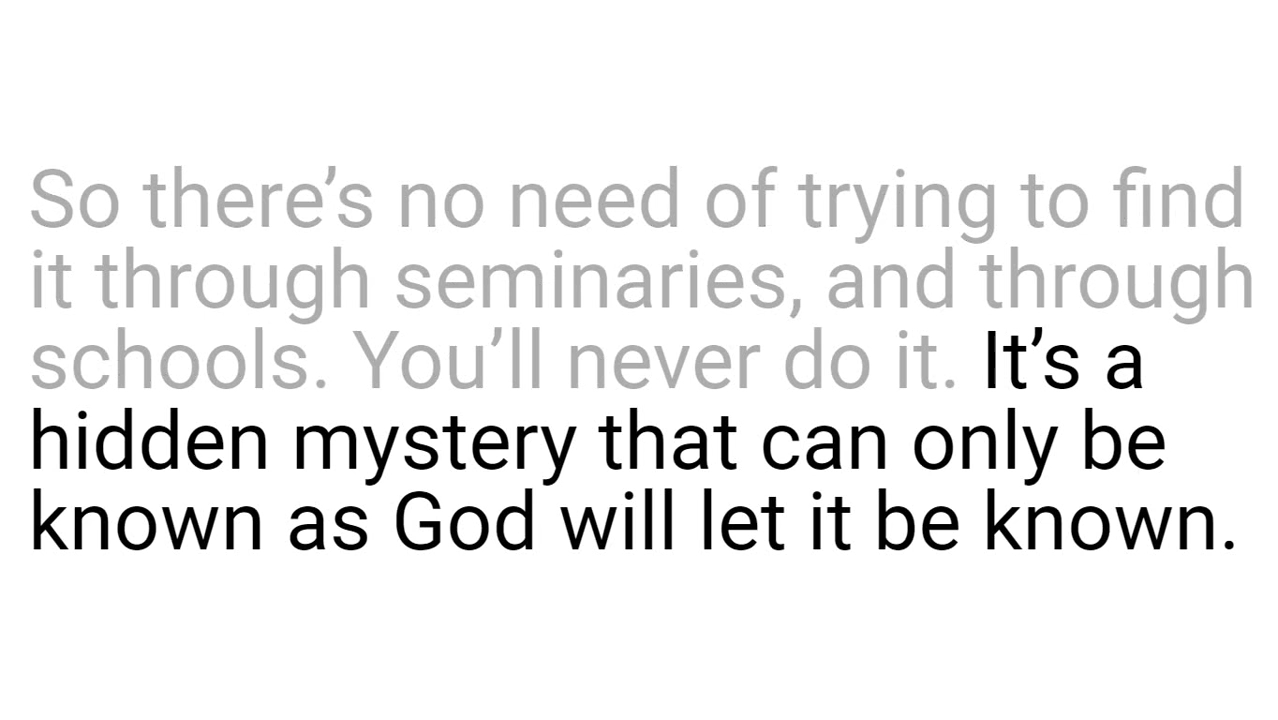 So there’s no need of trying to find
it through seminaries, and through
schools. You’ll never do it. It’s a
hidden mystery that can only be
known as God will let it be known.